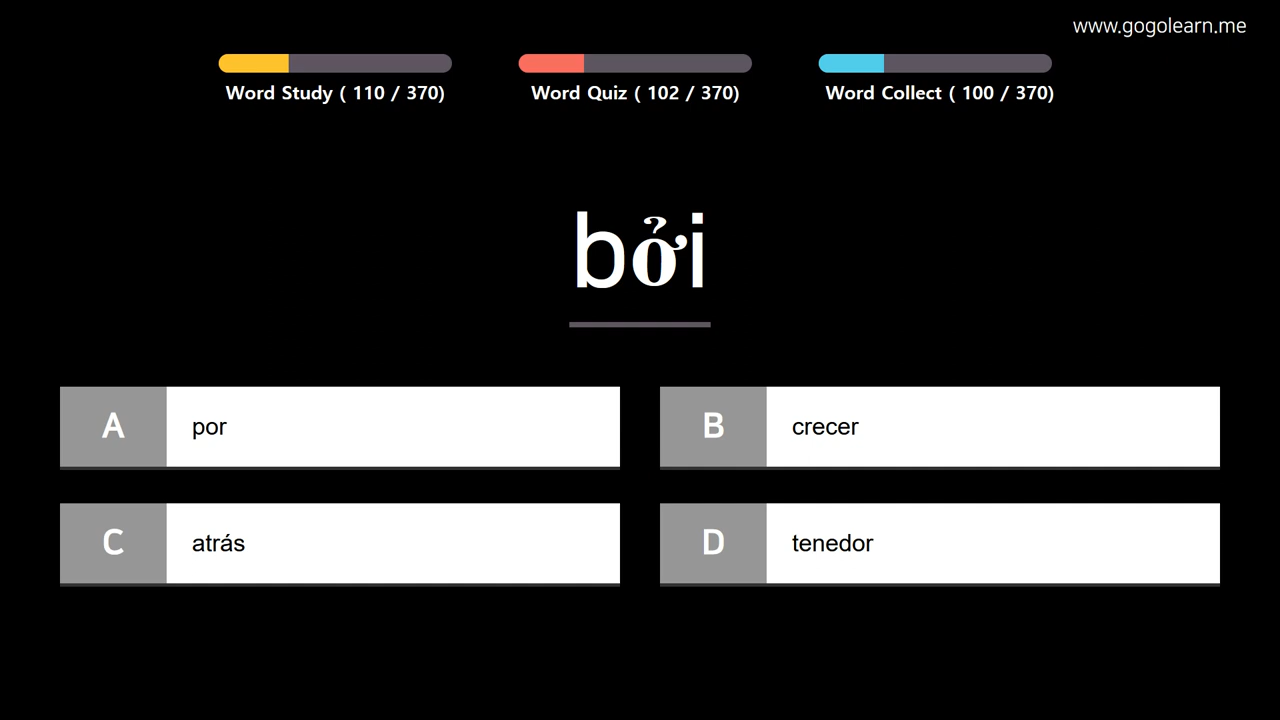 www.gogolearn.me
Word Study ( 110 / 370)
Word Quiz ( 102 / 370)
Word Collect ( 100 / 370)
bởi
A por
B crecer
C atrás
D tenedor